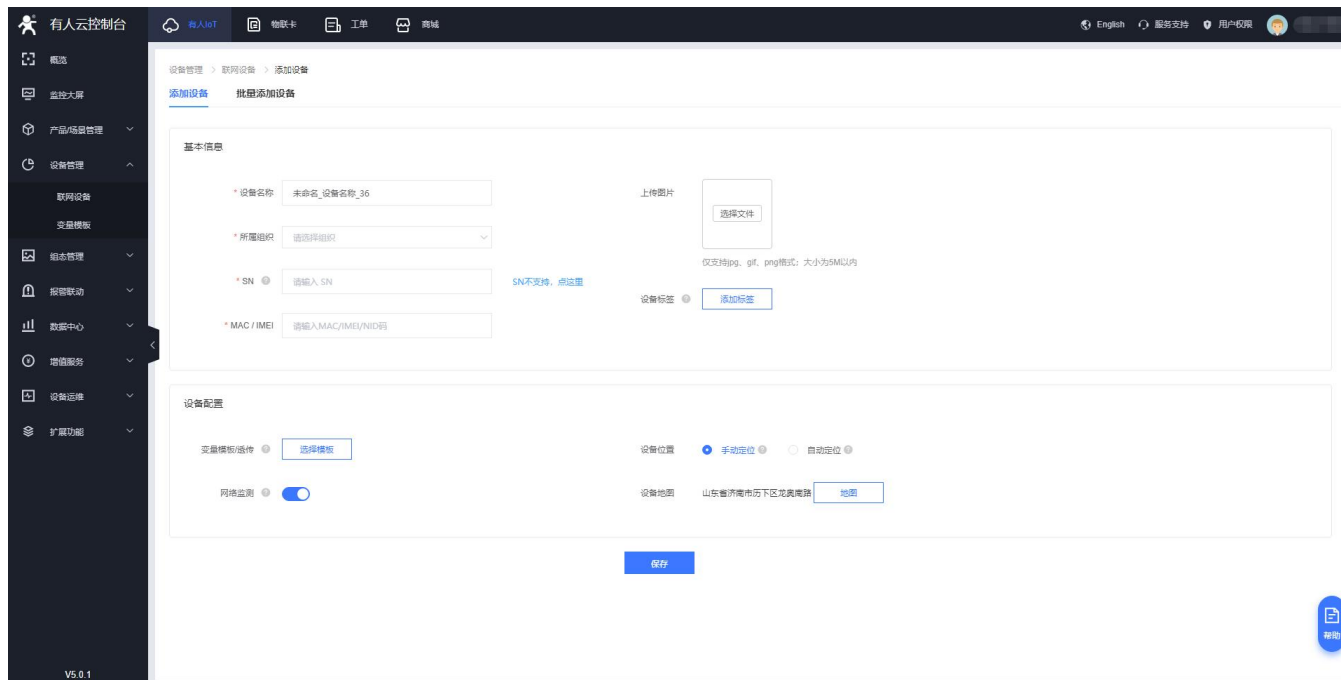 有人云控制台
有人IoT 物联卡 工单 商城
English 服务支持 用户权限
概览
监控大屏
产品/场景管理
设备管理
联网设备
变量模板
组态管理
报警联动
数据中心
增值服务
设备运维
扩展功能
V5.0.1
设备管理 > 联网设备 > 添加设备
添加设备 批量添加设备
基本信息
* 设备名称 未命名_设备名称_36
* 所属组织 请选择组织
* SN 请输入 SN SN不支持，点这里
* MAC / IMEI 请输入MAC/IMEI/NID码
上传图片 选择文件
仅支持jpg、gif、png格式；大小为5M以内
设备标签 添加标签
设备配置
变量模板/透传 选择模板
网络监测
设备位置 手动定位 自动定位
设备地图 山东省济南市历下区龙奥南路 地图
保存
帮助